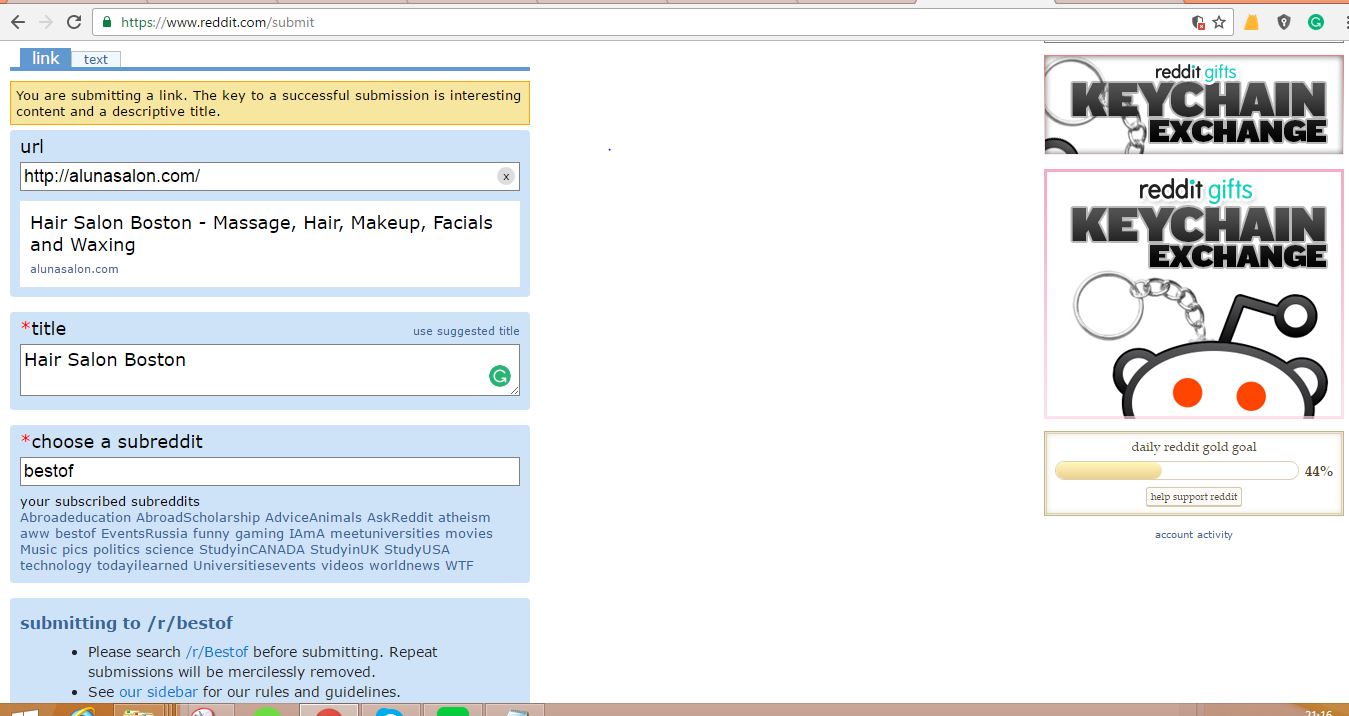 https://www.reddit.com/submit
link text
You are submitting a link. The key to a successful submission is interesting
content and a descriptive title.
url
http://alunasalon.com/
x
Hair Salon Boston - Massage, Hair, Makeup, Facials
and Waxing
alunasalon.com
*title
use suggested title
Hair Salon Boston
*choose a subreddit
bestof
your subscribed subreddits
Abroadeducation AbroadScholarship AdviceAnimals AskReddit atheism
aww bestof EventsRussia funny gaming IAmA meetuniversities movies
Music pics politics science StudyinCANADA StudyinUK StudyUSA
technology todayilearned Universitiesevents videos worldnews WTF
submitting to /r/bestof
• Please search /r/Bestof before submitting. Repeat
submissions will be mercilessly removed.
• See our sidebar for our rules and guidelines.
reddit gifts
KEYCHAIN
EXCHANGE
reddit gifts
KEYCHAIN
EXCHANGE
daily reddit gold goal
44%
help support reddit
account activity
21:16